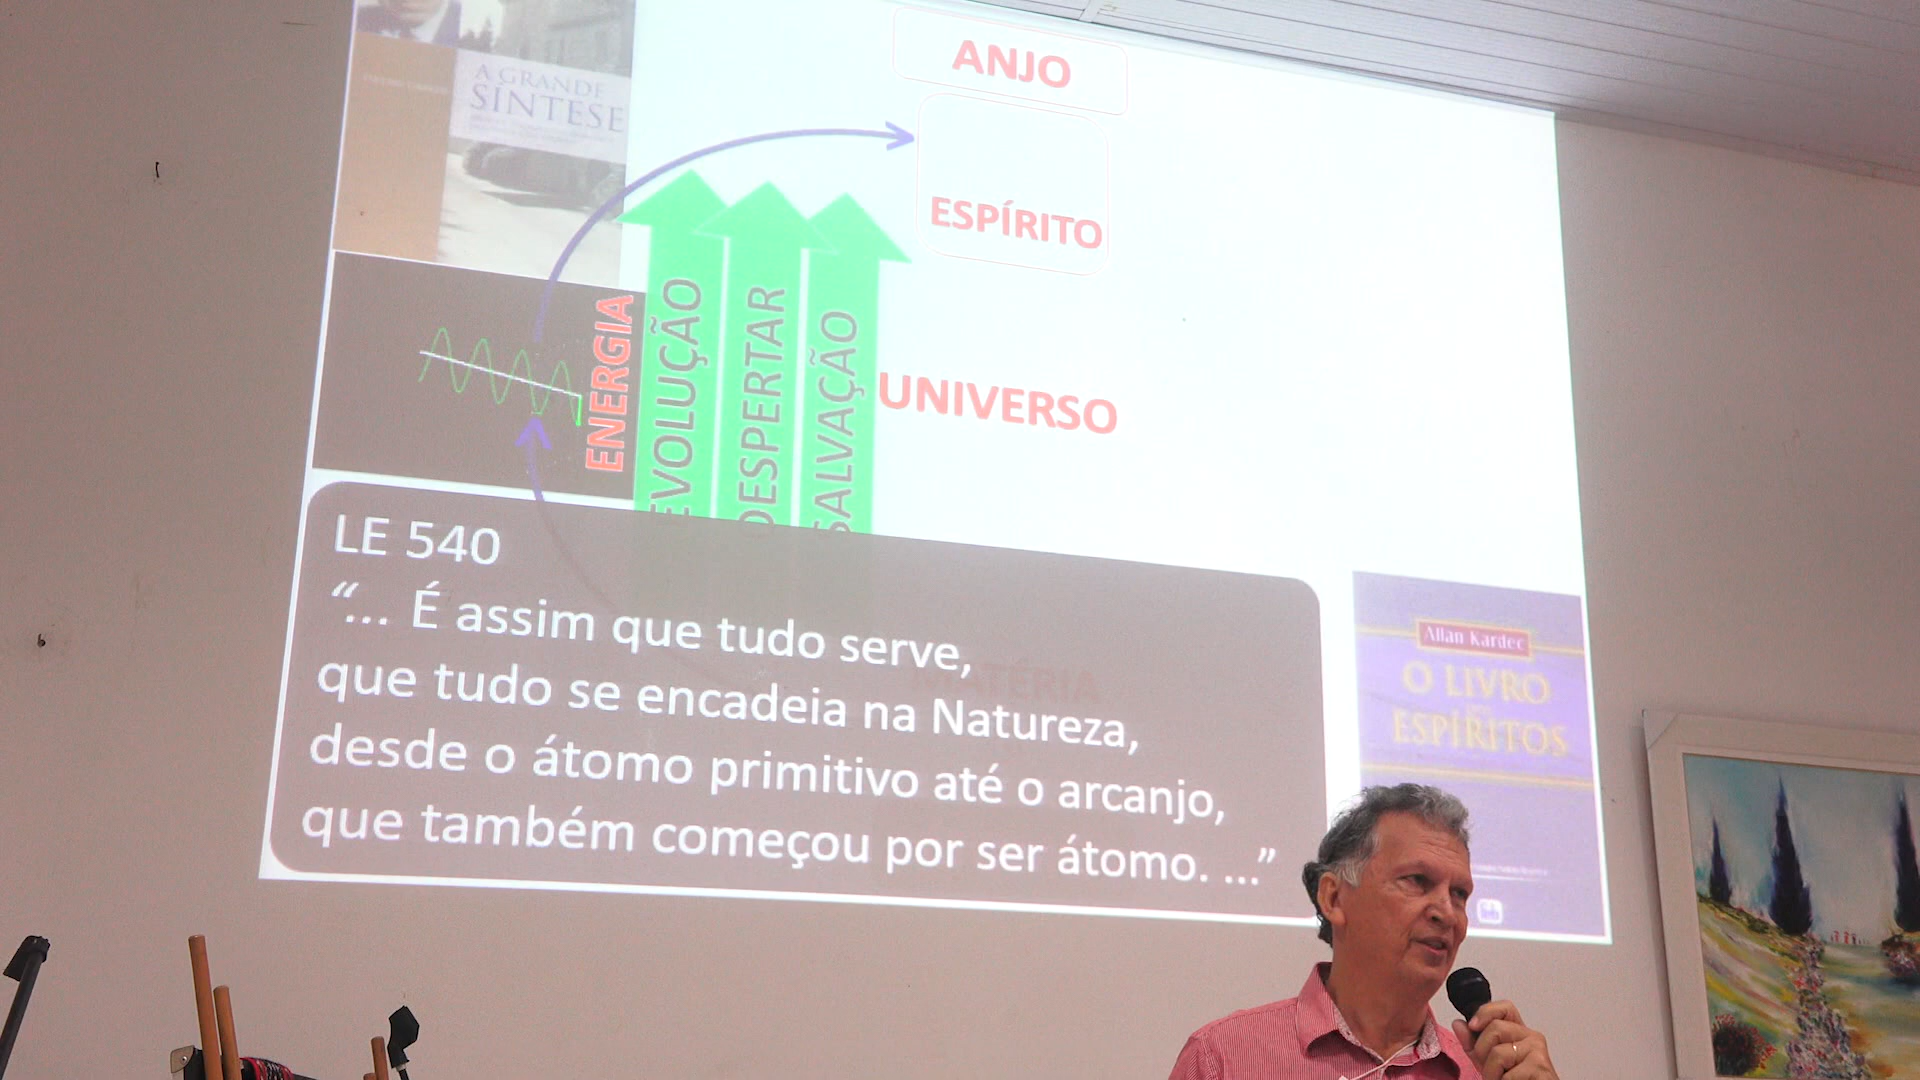 ANJO
A GRANDE
SÍNTESE
ESPÍRITO
ENERGIA
EVOLUÇÃO
DESPERTAR
SALVAÇÃO
UNIVERSO
LE 540
“... É assim que tudo serve,
que tudo se encadeia na Natureza,
desde o átomo primitivo até o arcanjo,
que também começou por ser átomo. ...”
MATÉRIA
Allan Kardec
O LIVRO
ESPÍRITOS